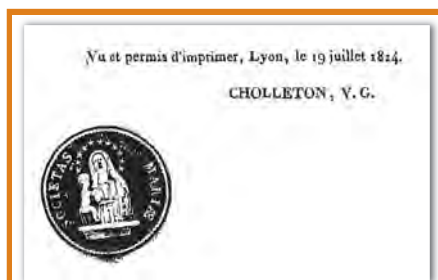 Vu et permis d'imprimer, Lyon, le 19 juillet 1824.
CHOLLETON, V. G.
SOCIETAS MARIÆ